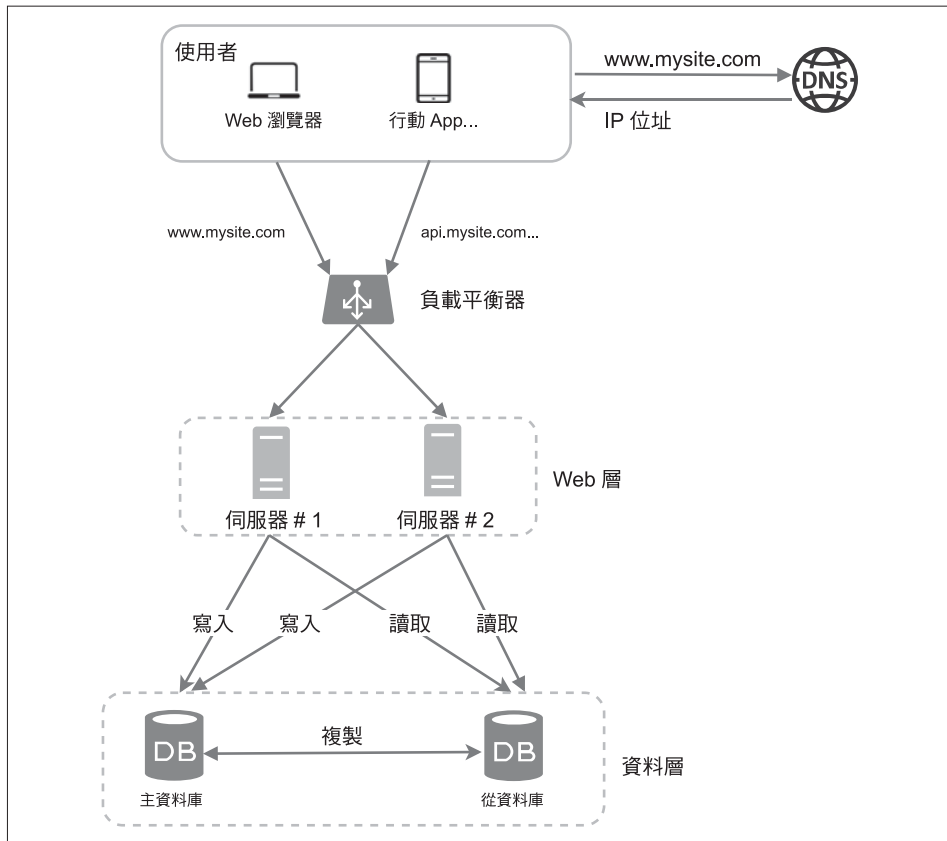 使用者
Web 瀏覽器
行動 App...
www.mysite.com
DNS
IP 位址
www.mysite.com
api.mysite.com...
負載平衡器
伺服器 # 1
伺服器 # 2
Web 層
寫入
寫入
讀取
讀取
DB
複製
DB
主資料庫
從資料庫
資料層